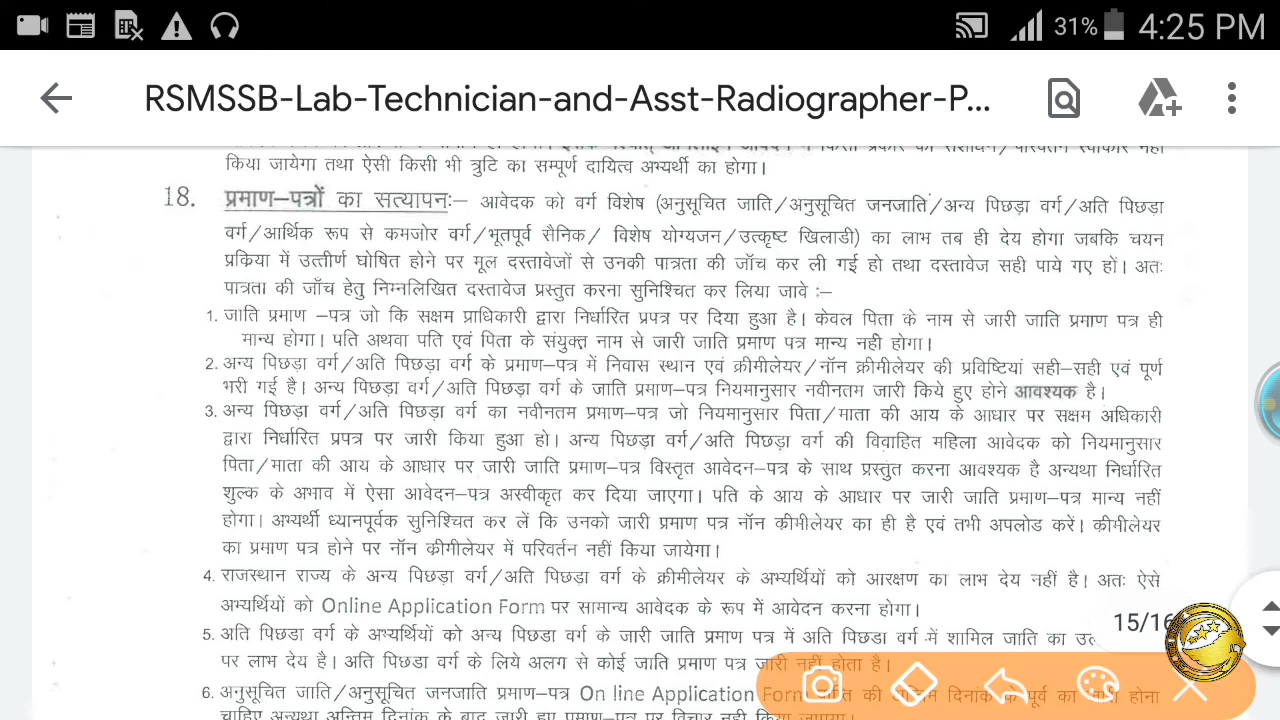 31% 4:25 PM
RSMSSB-Lab-Technician-and-Asst-Radiographer-P...
किया जायेगा तथा ऐसी किसी भी त्रुटि का सम्पूर्ण दायित्व अभ्यर्थी का होगा।
18. प्रमाण–पत्रों का सत्यापनः– आवेदक को वर्ग विशेष (अनुसूचित जाति/अनुसूचित जनजाति/अन्य पिछड़ा वर्ग/अति पिछड़ा
वर्ग/आर्थिक रूप से कमजोर वर्ग/भूतपूर्व सैनिक/ विशेष योग्यजन/उत्कृष्ट खिलाडी) का लाभ तब ही देय होगा जबकि चयन
प्रक्रिया में उत्तीर्ण घोषित होने पर मूल दस्तावेजों से उनकी पात्रता की जॉच कर ली गई हो तथा दस्तावेज सही पाये गए हों। अतः
पात्रता की जाँच हेतु निम्नलिखित दस्तावेज प्रस्तुत करना सुनिश्चित कर लिया जावे :–
1. जाति प्रमाण –पत्र जो कि सक्षम प्राधिकारी द्वारा निर्धारित प्रपत्र पर दिया हुआ है। केवल पिता के नाम से जारी जाति प्रमाण पत्र ही
मान्य होगा। पति अथवा पति एवं पिता के संयुक्त नाम से जारी जाति प्रमाण पत्र मान्य नही होगा।
2. अन्य पिछड़ा वर्ग/अति पिछड़ा वर्ग के प्रमाण–पत्र में निवास स्थान एवं क्रीमीलेयर/नॉन क्रीमीलेयर की प्रविष्टियां सही–सही एवं पूर्ण
भरी गई है। अन्य पिछड़ा वर्ग/अति पिछड़ा वर्ग के जाति प्रमाण–पत्र नियमानुसार नवीनतम जारी किये हुए होने आवश्यक है।
3. अन्य पिछड़ा वर्ग/अति पिछड़ा वर्ग का नवीनतम प्रमाण–पत्र जो नियमानुसार पिता/माता की आय के आधार पर सक्षम अधिकारी
द्वारा निर्धारित प्रपत्र पर जारी किया हुआ हो। अन्य पिछड़ा वर्ग/अति पिछड़ा वर्ग की विवाहित महिला आवेदक को नियमानुसार
पिता/माता की आय के आधार पर जारी जाति प्रमाण–पत्र विस्तृत आवेदन–पत्र के साथ प्रस्तुत करना आवश्यक है अन्यथा निर्धारित
शुल्क के अभाव में ऐसा आवेदन–पत्र अस्वीकृत कर दिया जाएगा। पति के आय के आधार पर जारी जाति प्रमाण–पत्र मान्य नहीं
होगा। अभ्यर्थी ध्यानपूर्वक सुनिश्चित कर लें कि उनको जारी प्रमाण पत्र नॉन क्रीमीलेयर का ही है एवं तभी अपलोड करें। क्रीमीलेयर
का प्रमाण पत्र होने पर नॉन क्रीमीलेयर में परिवर्तन नहीं किया जायेगा।
4. राजस्थान राज्य के अन्य पिछड़ा वर्ग/अति पिछड़ा वर्ग के क्रीमीलेयर के अभ्यर्थियों को आरक्षण का लाभ देय नहीं है। अतः ऐसे
अभ्यर्थियों को Online Application Form पर सामान्य आवेदक के रूप में आवेदन करना होगा।
15/16
5. अति पिछडा वर्ग के अभ्यर्थियों को अन्य पिछडा वर्ग के जारी जाति प्रमाण पत्र में अति पिछडा वर्ग में शामिल जाति का
पर लाभ देय है। अति पिछडा वर्ग के लिये अलग से कोई जाति प्रमाण पत्र जारी नहीं होता है।
6. अनुसूचित जाति/अनुसूचित जनजाति प्रमाण–पत्र On line Application Form की दिनांक के पूर्व का होना
चाहिए अन्यथा अन्तिम दिनांक के बाद जारी हुए प्रमाण–पत्र पर विचार नहीं किया जाएगा।